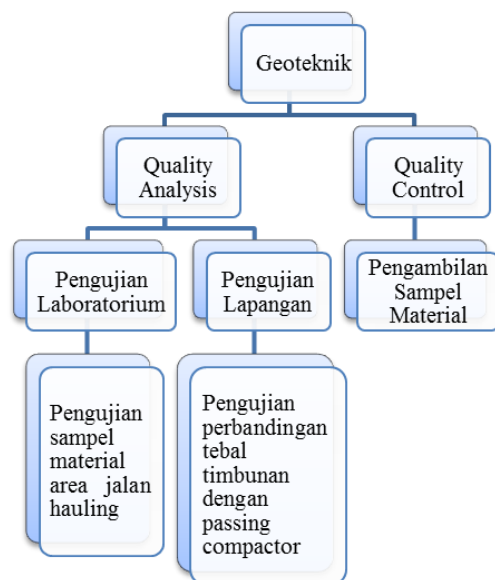 Geoteknik
Quality
Analysis
Quality
Control
Pengujian
Laboratorium
Pengujian
Lapangan
Pengambilan
Sampel
Material
Pengujian
sampel
material
area jalan
hauling
Pengujian
perbandingan
tebal
timbunan
dengan
passing
compactor